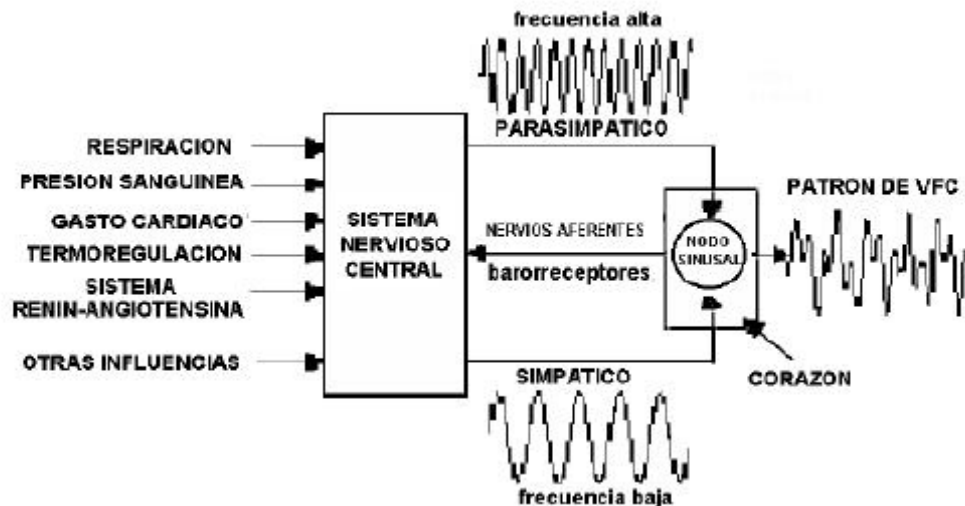 frecuencia alta
PARASIMPATICO
RESPIRACION
PRESION SANGUINEA
GASTO CARDIACO
TERMOREGULACION
SISTEMA
RENIN-ANGIOTENSINA
OTRAS INFLUENCIAS
SISTEMA
NERVIOSO
CENTRAL
NERVIOS AFERENTES
barorreceptores
NODO
SINUSAL
PATRON DE VFC
CORAZON
SIMPATICO
frecuencia baja